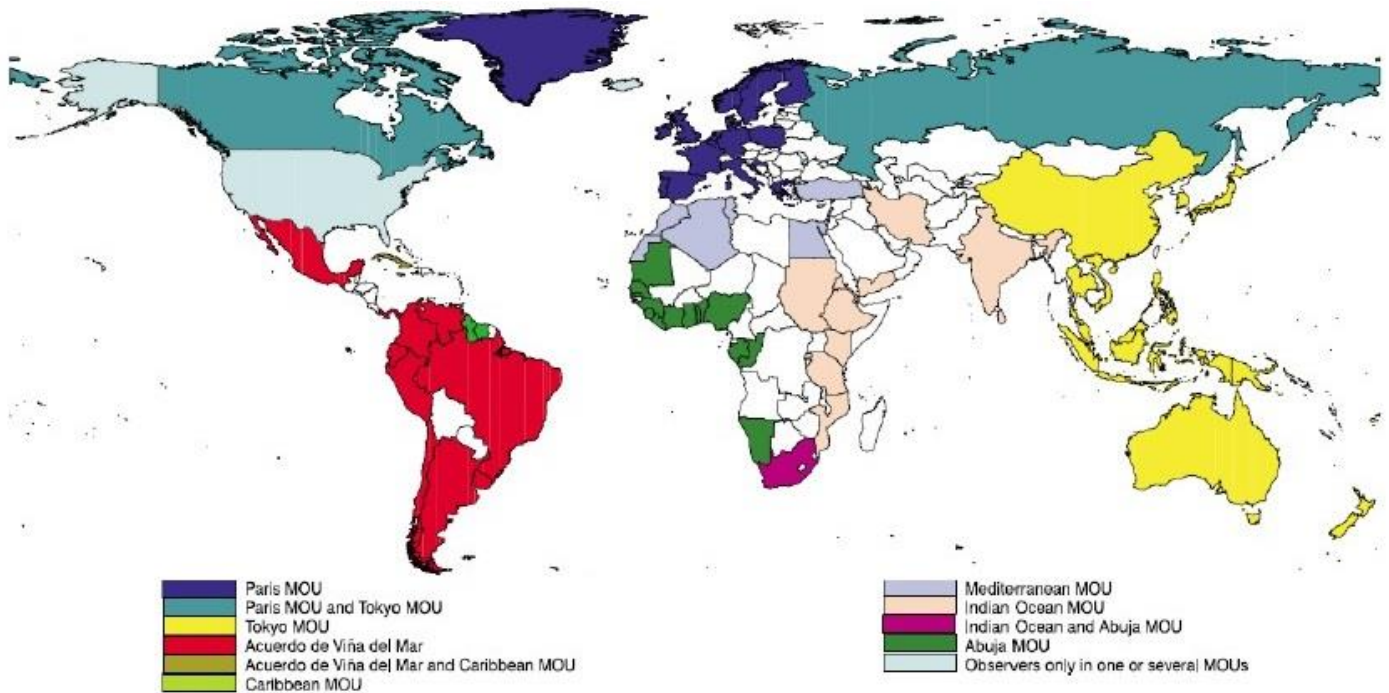 Paris MOU
Paris MOU and Tokyo MOU
Tokyo MOU
Acuerdo de Viña del Mar
Acuerdo de Viña del Mar and Caribbean MOU
Caribbean MOU
Mediterranean MOU
Indian Ocean MOU
Indian Ocean and Abuja MOU
Abuja MOU
Observers only in one or several MOUs